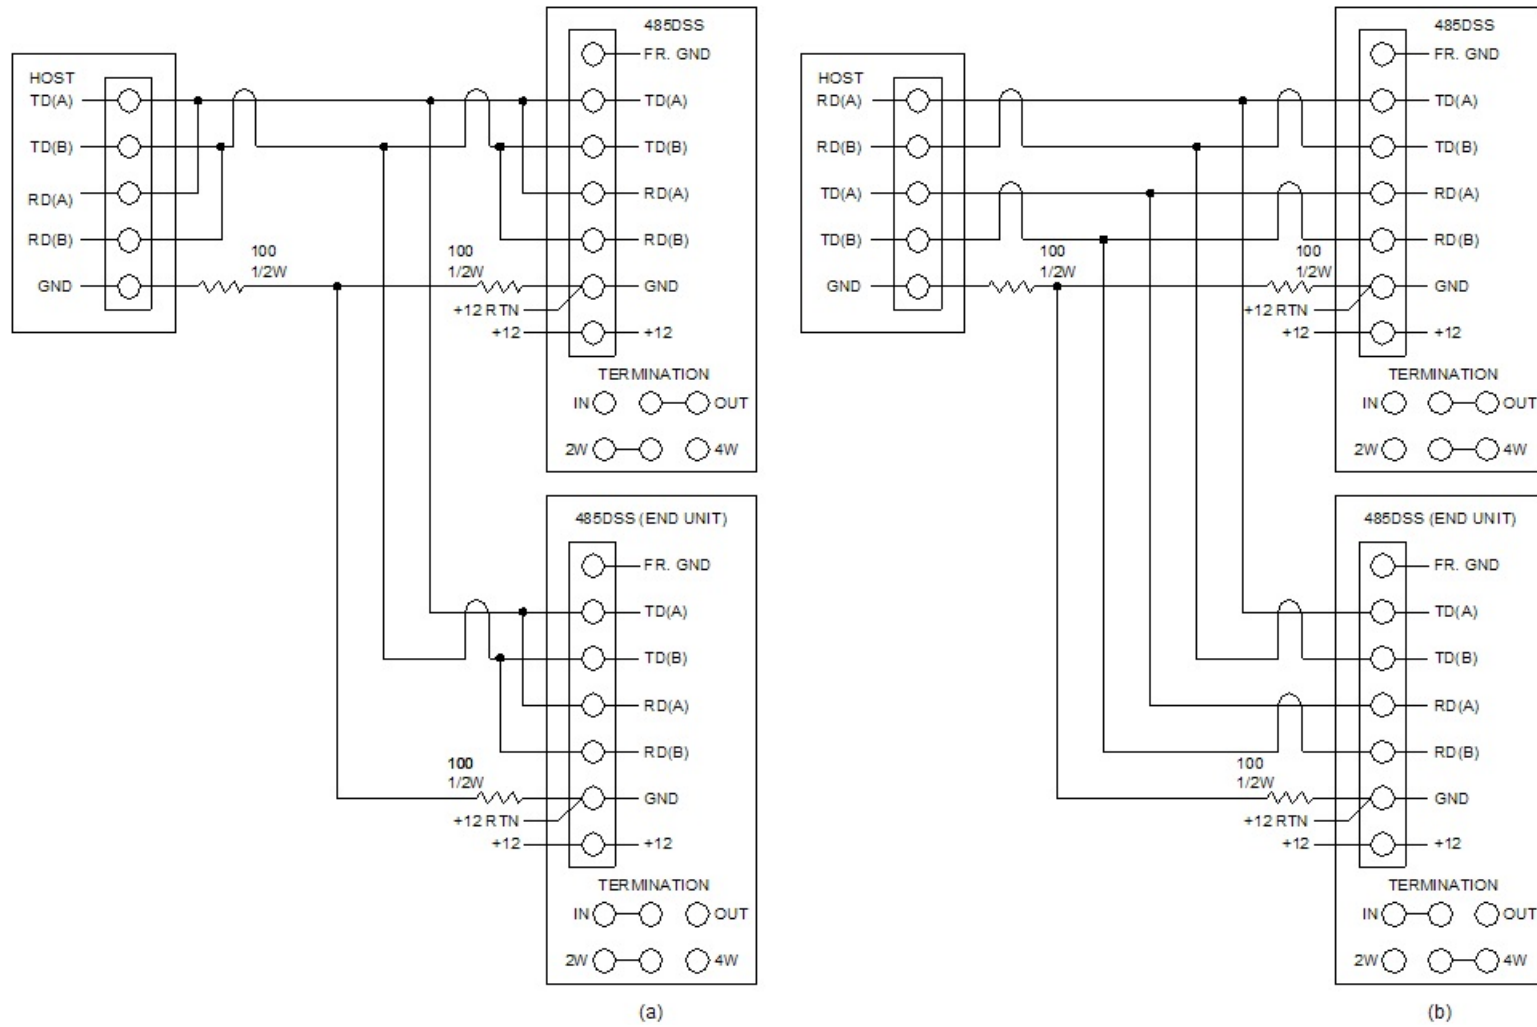 HOST
TD(A)
TD(B)
RD(A)
RD(B)
GND
100
1/2W
100
1/2W
+12 RTN
+12
485DSS
FR. GND
TD(A)
TD(B)
RD(A)
RD(B)
GND
+12
TERMINATION
IN OUT
2W 4W
485DSS (END UNIT)
FR. GND
TD(A)
TD(B)
RD(A)
RD(B)
100
1/2W
GND
+12 RTN
+12
+12
TERMINATION
IN OUT
2W 4W
(a)
HOST
RD(A)
RD(B)
TD(A)
TD(B)
GND
100
1/2W
100
1/2W
+12 RTN
+12
485DSS
FR. GND
TD(A)
TD(B)
RD(A)
RD(B)
GND
+12
TERMINATION
IN OUT
2W 4W
485DSS (END UNIT)
FR. GND
TD(A)
TD(B)
RD(A)
RD(B)
100
1/2W
GND
+12 RTN
+12
+12
TERMINATION
IN OUT
2W 4W
(b)